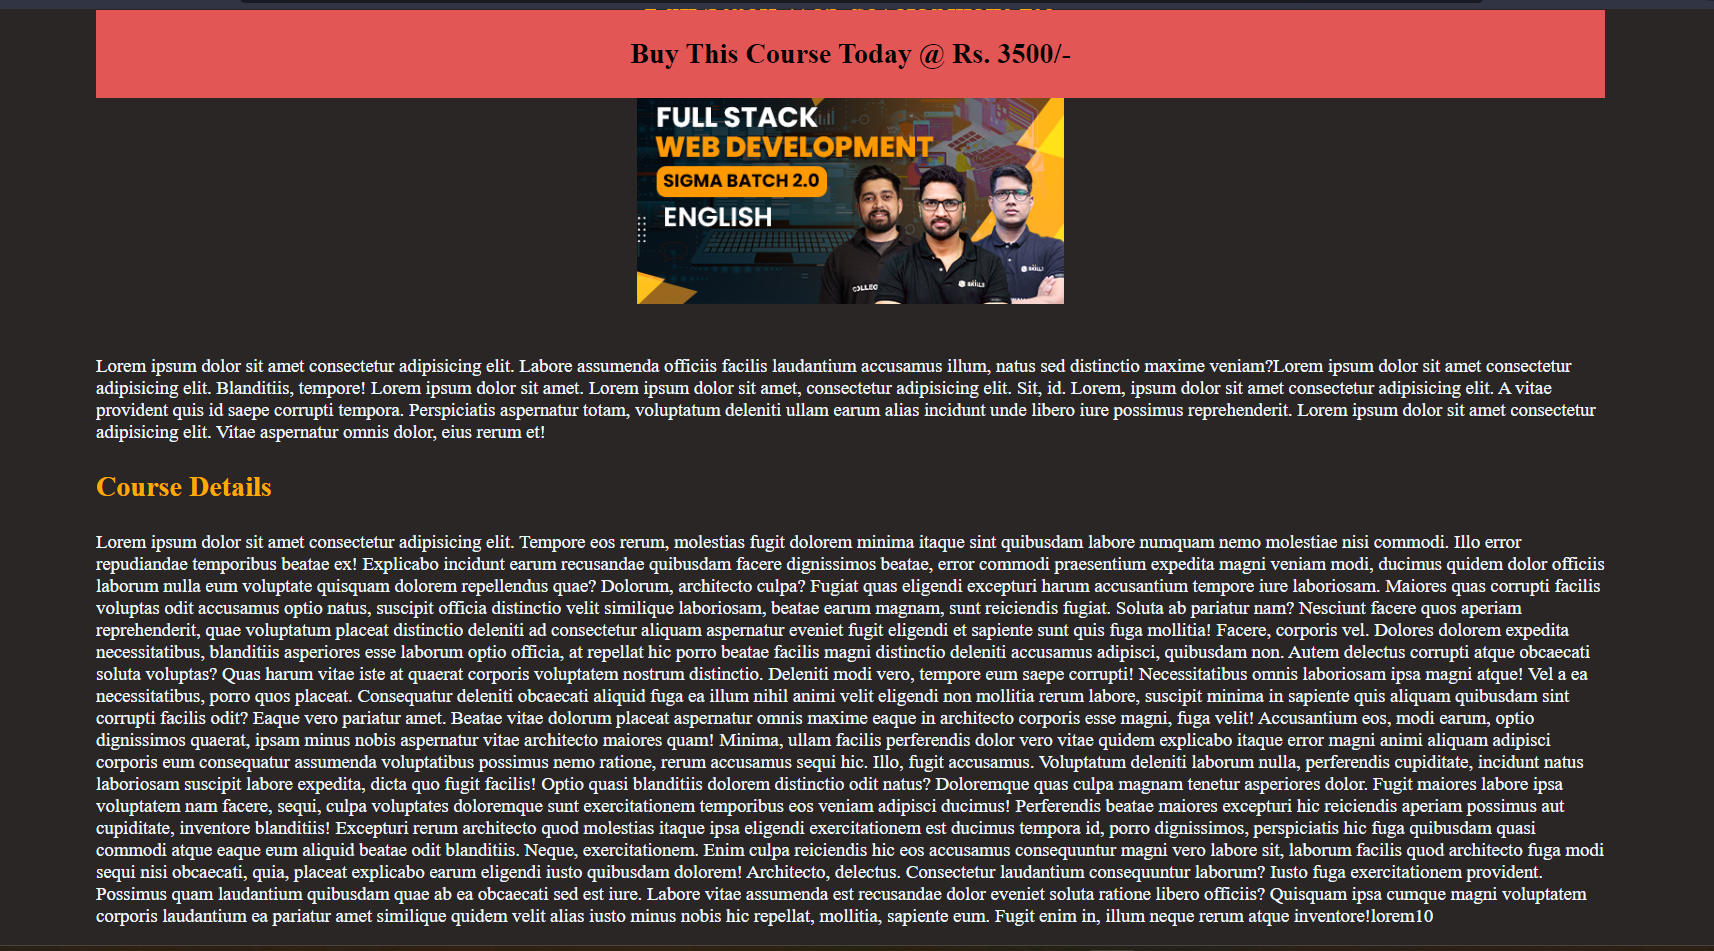 Buy This Course Today @ Rs. 3500/-
FULL STACK
WEB DEVELOPMENT
SIGMA BATCH 2.0
ENGLISH
COLLEG
SKILLS
SKILLS
Lorem ipsum dolor sit amet consectetur adipisicing elit. Labore assumenda officiis facilis laudantium accusamus illum, natus sed distinctio maxime veniam?Lorem ipsum dolor sit amet consectetur
adipisicing elit. Blanditiis, tempore! Lorem ipsum dolor sit amet. Lorem ipsum dolor sit amet, consectetur adipisicing elit. Sit, id. Lorem, ipsum dolor sit amet consectetur adipisicing elit. A vitae
provident quis id saepe corrupti tempora. Perspiciatis aspernatur totam, voluptatum deleniti ullam earum alias incidunt unde libero iure possimus reprehenderit. Lorem ipsum dolor sit amet consectetur
adipisicing elit. Vitae aspernatur omnis dolor, eius rerum et!
Course Details
Lorem ipsum dolor sit amet consectetur adipisicing elit. Tempore eos rerum, molestias fugit dolorem minima itaque sint quibusdam labore numquam nemo molestiae nisi commodi. Illo error
repudiandae temporibus beatae ex! Explicabo incidunt earum recusandae quibusdam facere dignissimos beatae, error commodi praesentium expedita magni veniam modi, ducimus quidem dolor officiis
laborum nulla eum voluptate quisquam dolorem repellendus quae? Dolorum, architecto culpa? Fugiat quas eligendi excepturi harum accusantium tempore iure laboriosam. Maiores quas corrupti facilis
voluptas odit accusamus optio natus, suscipit officia distinctio velit similique laboriosam, beatae earum magnam, sunt reiciendis fugiat. Soluta ab pariatur nam? Nesciunt facere quos aperiam
reprehenderit, quae voluptatum placeat distinctio deleniti ad consectetur aliquam aspernatur eveniet fugit eligendi et sapiente sunt quis fuga mollitia! Facere, corporis vel. Dolores dolorem expedita
necessitatibus, blanditiis asperiores esse laborum optio officia, at repellat hic porro beatae facilis magni distinctio deleniti accusamus adipisci, quibusdam non. Autem delectus corrupti atque obcaecati
soluta voluptas? Quas harum vitae iste at quaerat corporis voluptatem nostrum distinctio. Deleniti modi vero, tempore eum saepe corrupti! Necessitatibus omnis laboriosam ipsa magni atque! Vel a ea
necessitatibus, porro quos placeat. Consequatur deleniti obcaecati aliquid fuga ea illum nihil animi velit eligendi non mollitia rerum labore, suscipit minima in sapiente quis aliquam quibusdam sint
corrupti facilis odit? Eaque vero pariatur amet. Beatae vitae dolorum placeat aspernatur omnis maxime eaque in architecto corporis esse magni, fuga velit! Accusantium eos, modi earum, optio
dignissimos quaerat, ipsam minus nobis aspernatur vitae architecto maiores quam! Minima, ullam facilis perferendis dolor vero vitae quidem explicabo itaque error magni animi aliquam adipisci
corporis eum consequatur assumenda voluptatibus possimus nemo ratione, rerum accusamus sequi hic. Illo, fugit accusamus. Voluptatum deleniti laborum nulla, perferendis cupiditate, incidunt natus
laboriosam suscipit labore expedita, dicta quo fugit facilis! Optio quasi blanditiis dolorem distinctio odit natus? Doloremque quas culpa magnam tenetur asperiores dolor. Fugit maiores labore ipsa
voluptatem nam facere, sequi, culpa voluptates doloremque sunt exercitationem temporibus eos veniam adipisci ducimus! Perferendis beatae maiores excepturi hic reiciendis aperiam possimus aut
cupiditate, inventore blanditiis! Excepturi rerum architecto quod molestias itaque ipsa eligendi exercitationem est ducimus tempora id, porro dignissimos, perspiciatis hic fuga quibusdam quasi
commodi atque eaque eum aliquid beatae odit blanditiis. Neque, exercitationem. Enim culpa reiciendis hic eos accusamus consequuntur magni vero labore sit, laborum facilis quod architecto fuga modi
sequi nisi obcaecati, quia, placeat explicabo earum eligendi iusto quibusdam dolorem! Architecto, delectus. Consectetur laudantium consequuntur laborum? Iusto fuga exercitationem provident.
Possimus quam laudantium quibusdam quae ab ea obcaecati sed est iure. Labore vitae assumenda est recusandae dolor eveniet soluta ratione libero officiis? Quisquam ipsa cumque magni voluptatem
corporis laudantium ea pariatur amet similique quidem velit alias iusto minus nobis hic repellat, mollitia, sapiente eum. Fugit enim in, illum neque rerum atque inventore!lorem10